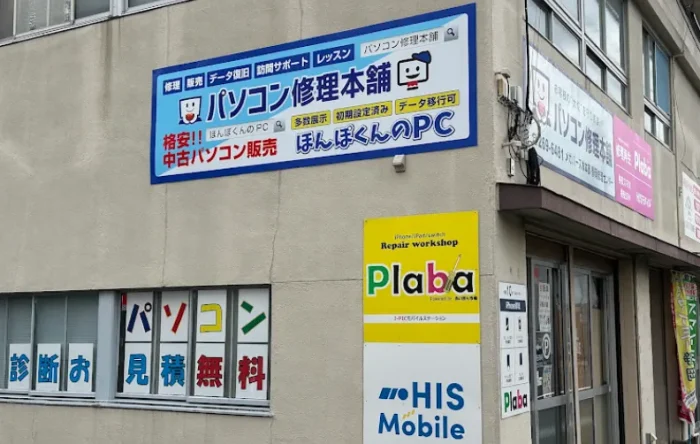 修理 販売 データ復旧 訪問サポート レッスン パソコン修理本舗
パソコン修理本舗
格安!! ほんぽくんのPC 多数展示 初期設定済み データ移行可
中古パソコン販売 ほんぽくんのPC
パソコン修理本舗
Plaba
Repair workshop
Plaba
HIS
Mobile
パソコン
診断お見積無料
Plaba